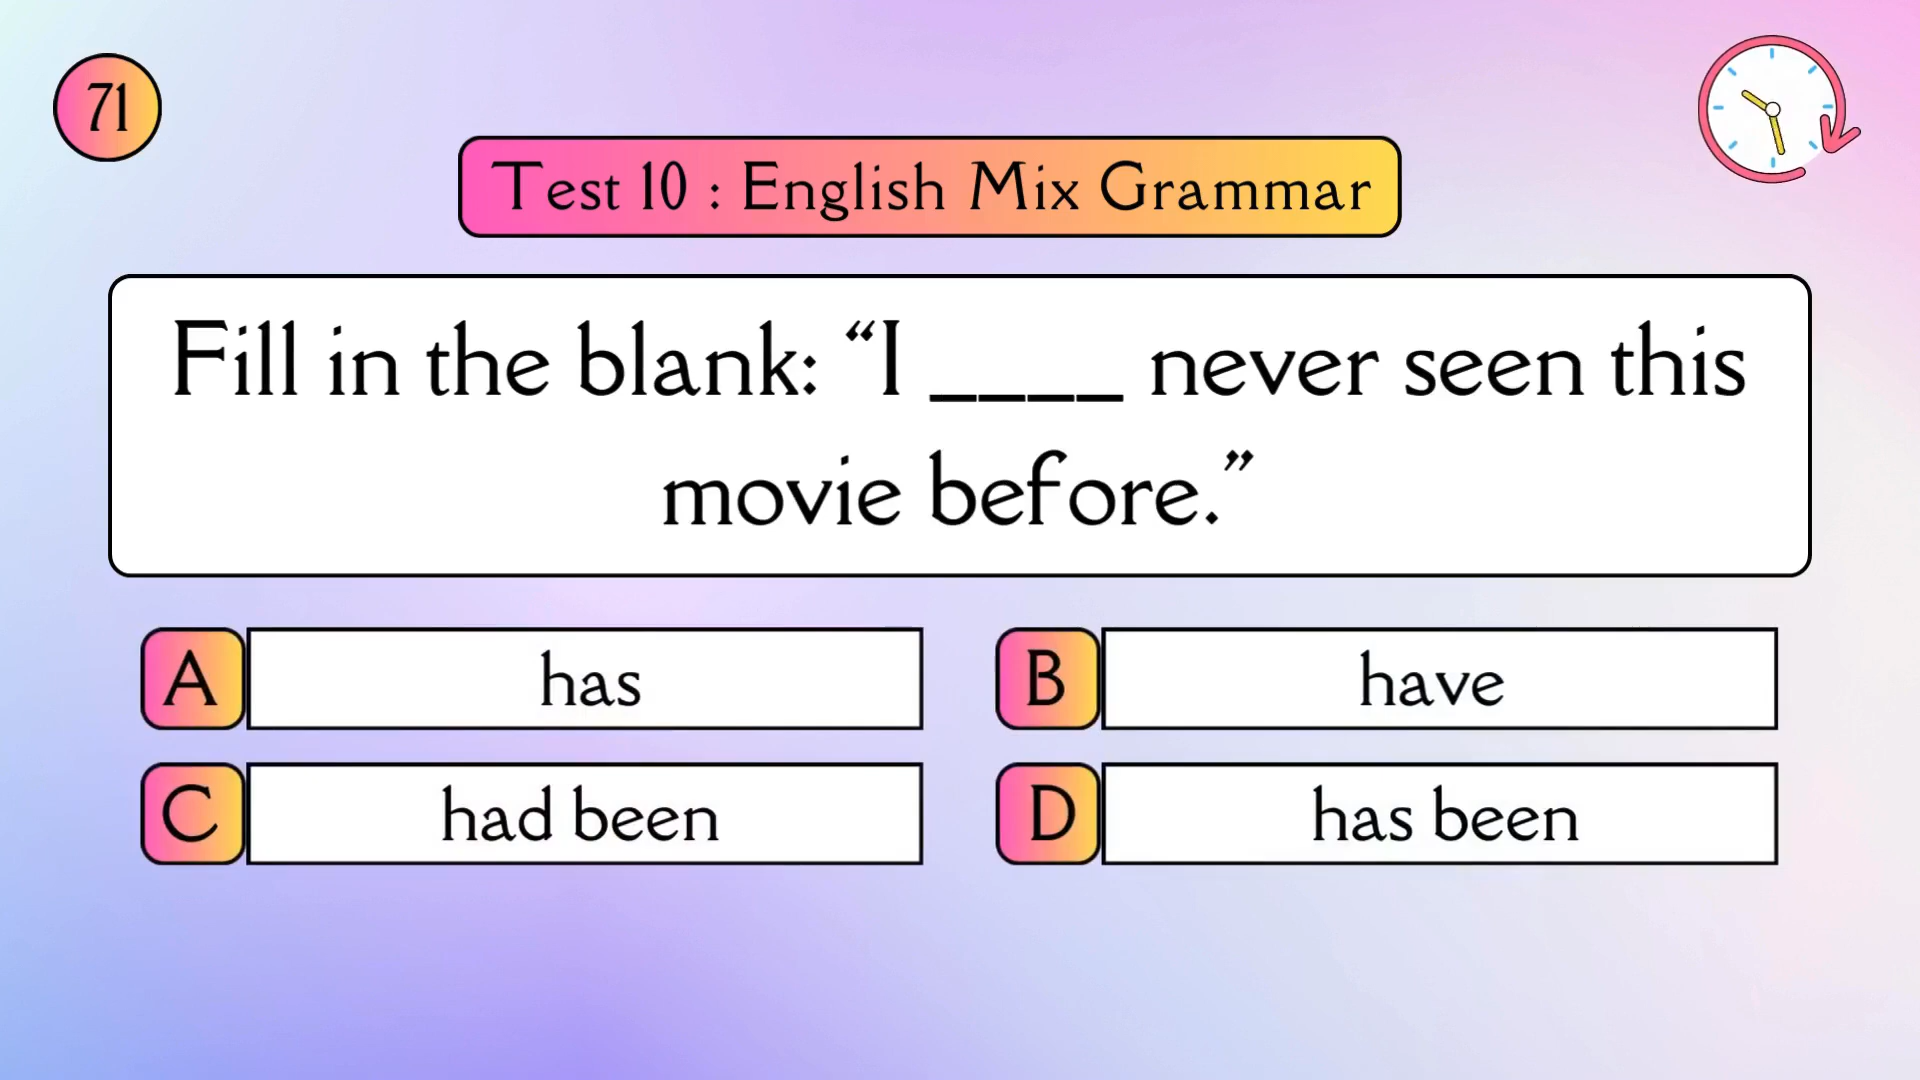 71
Test 10 : English Mix Grammar
Fill in the blank: “I ____ never seen this
movie before.”
A has
B have
C had been
D has been